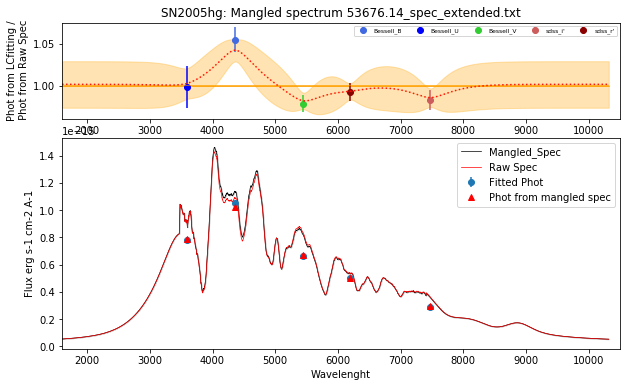 SN2005hg: Mangled spectrum 53676.14_spec_extended.txt
Phot from LCfitting /
Phot from Raw Spec
1.05
1.00
Bessell_B
Bessell_U
Bessell_V
sdss_i'
sdss_r'
2000 3000 4000 5000 6000 7000 8000 9000 10000
1e−15
Flux erg s-1 cm-2 A-1
1.4
1.2
1.0
0.8
0.6
0.4
0.2
0.0
Mangled_Spec
Raw Spec
Fitted Phot
Phot from mangled spec
2000 3000 4000 5000 6000 7000 8000 9000 10000
Wavelenght